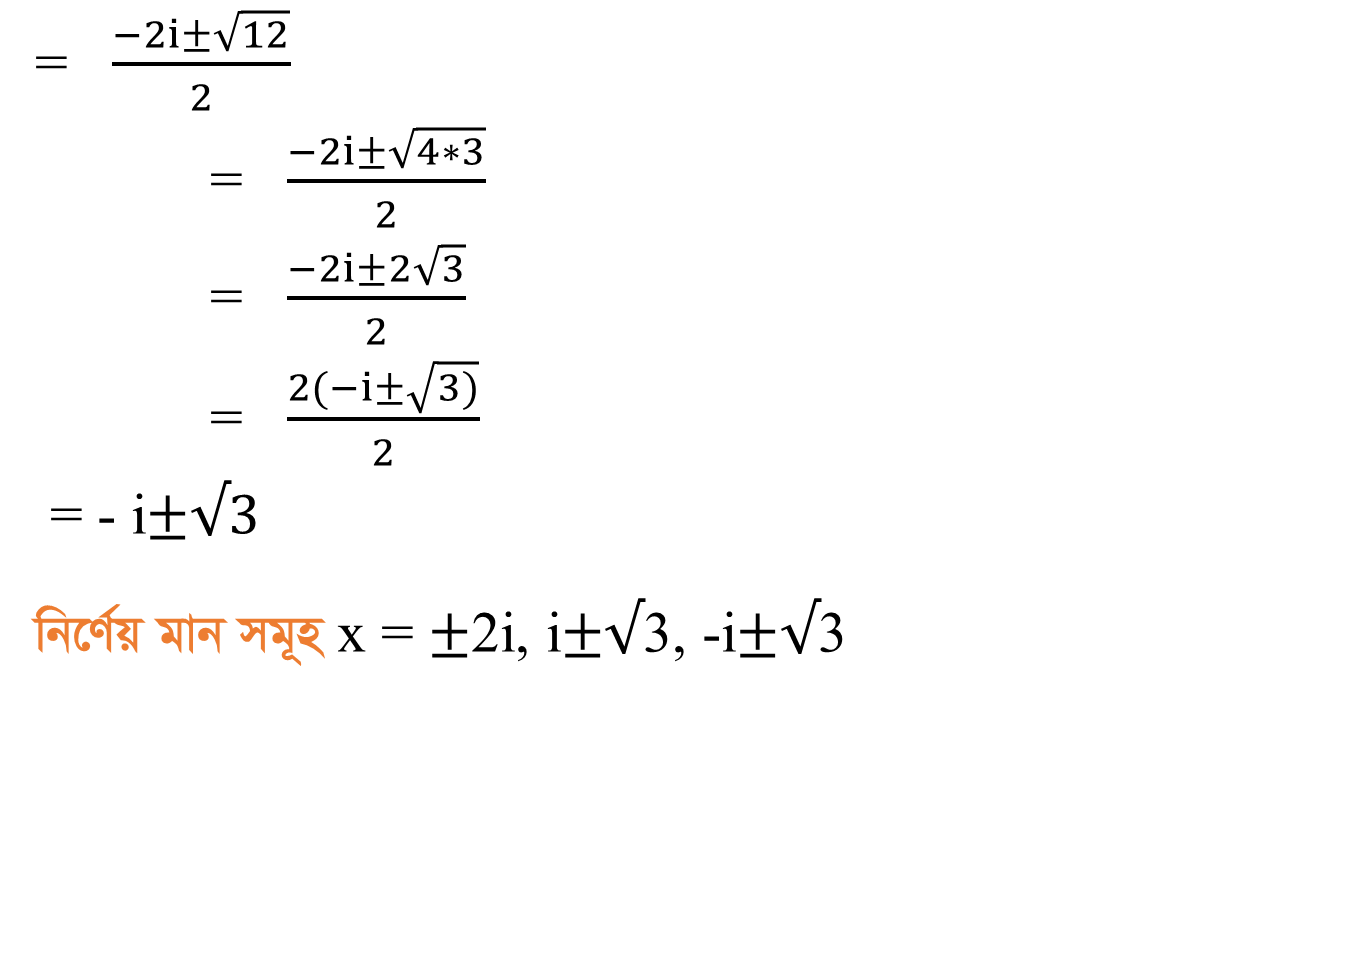 = (−2i±√12)/2
= (−2i±√(4*3))/2
= (−2i±2√3)/2
= 2(−i±√3)/2
= - i±√3
নির্ণেয় মান সমূহ x = ±2i, i±√3, -i±√3